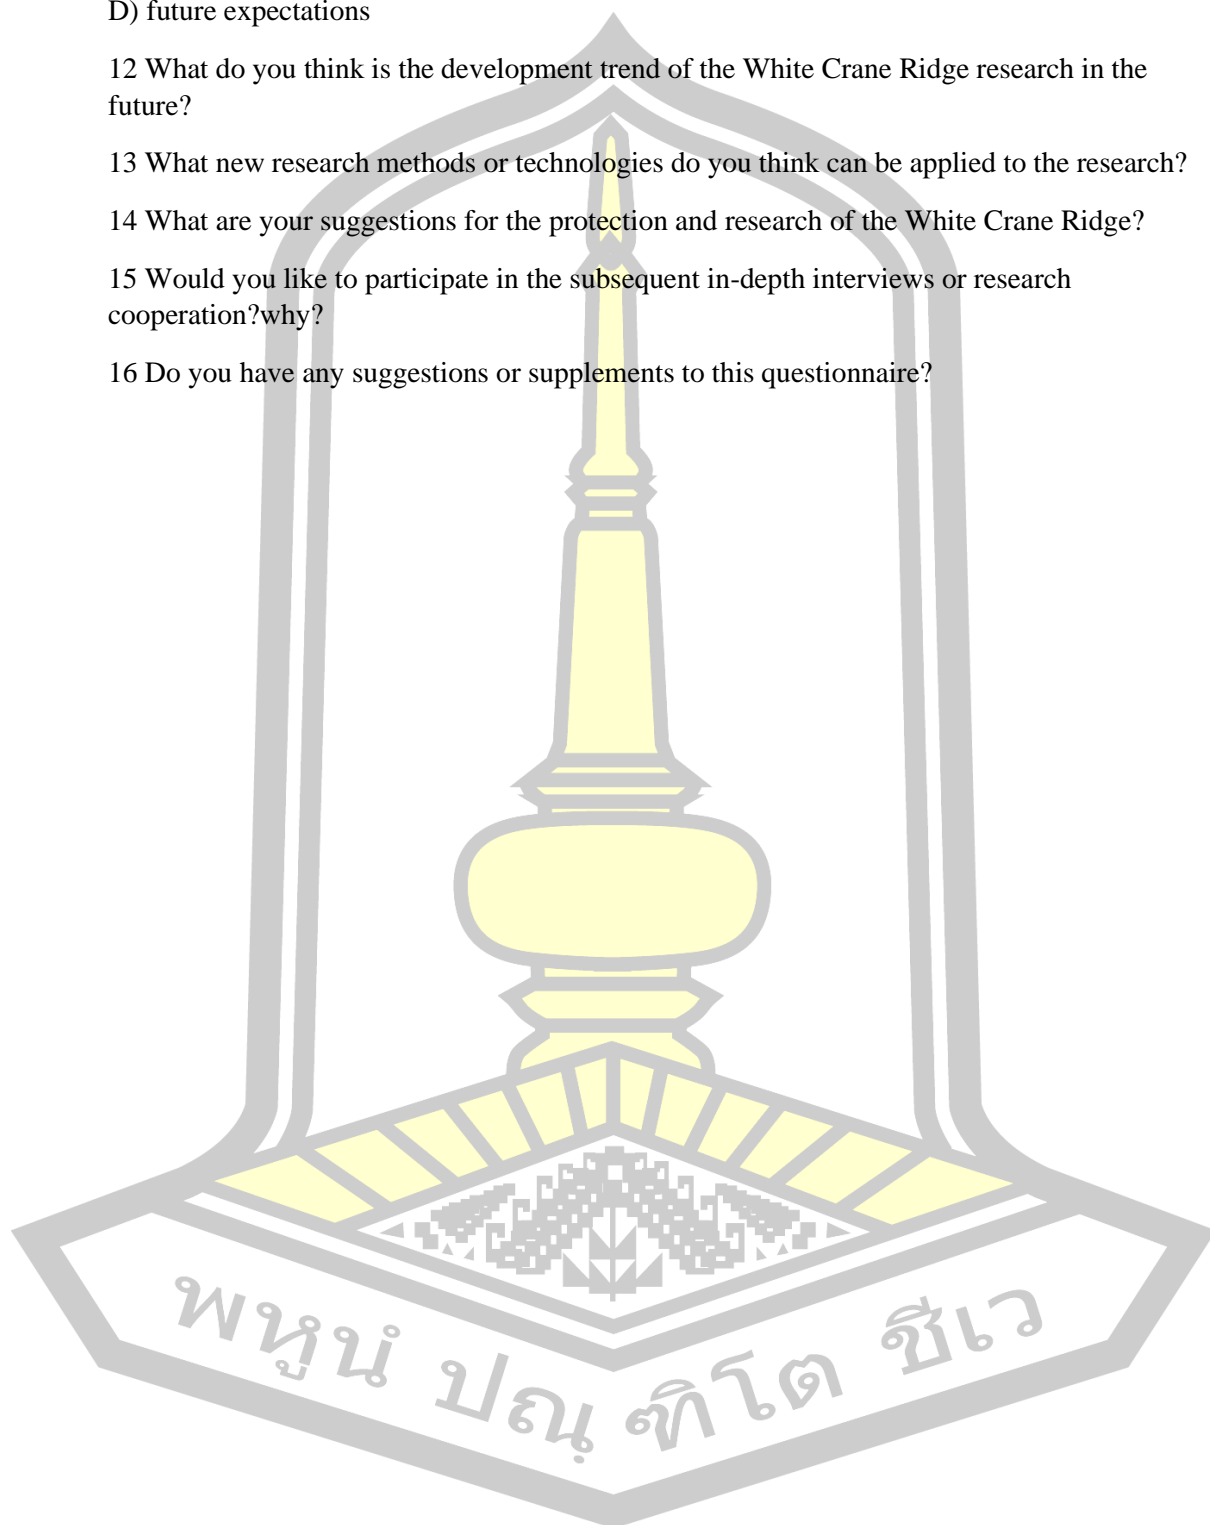 D) future expectations
12 What do you think is the development trend of the White Crane Ridge research in the
future?
13 What new research methods or technologies do you think can be applied to the research?
14 What are your suggestions for the protection and research of the White Crane Ridge?
15 Would you like to participate in the subsequent in-depth interviews or research
cooperation?why?
16 Do you have any suggestions or supplements to this questionnaire?
พหูนํ ปณฺฑิโต ชีเว